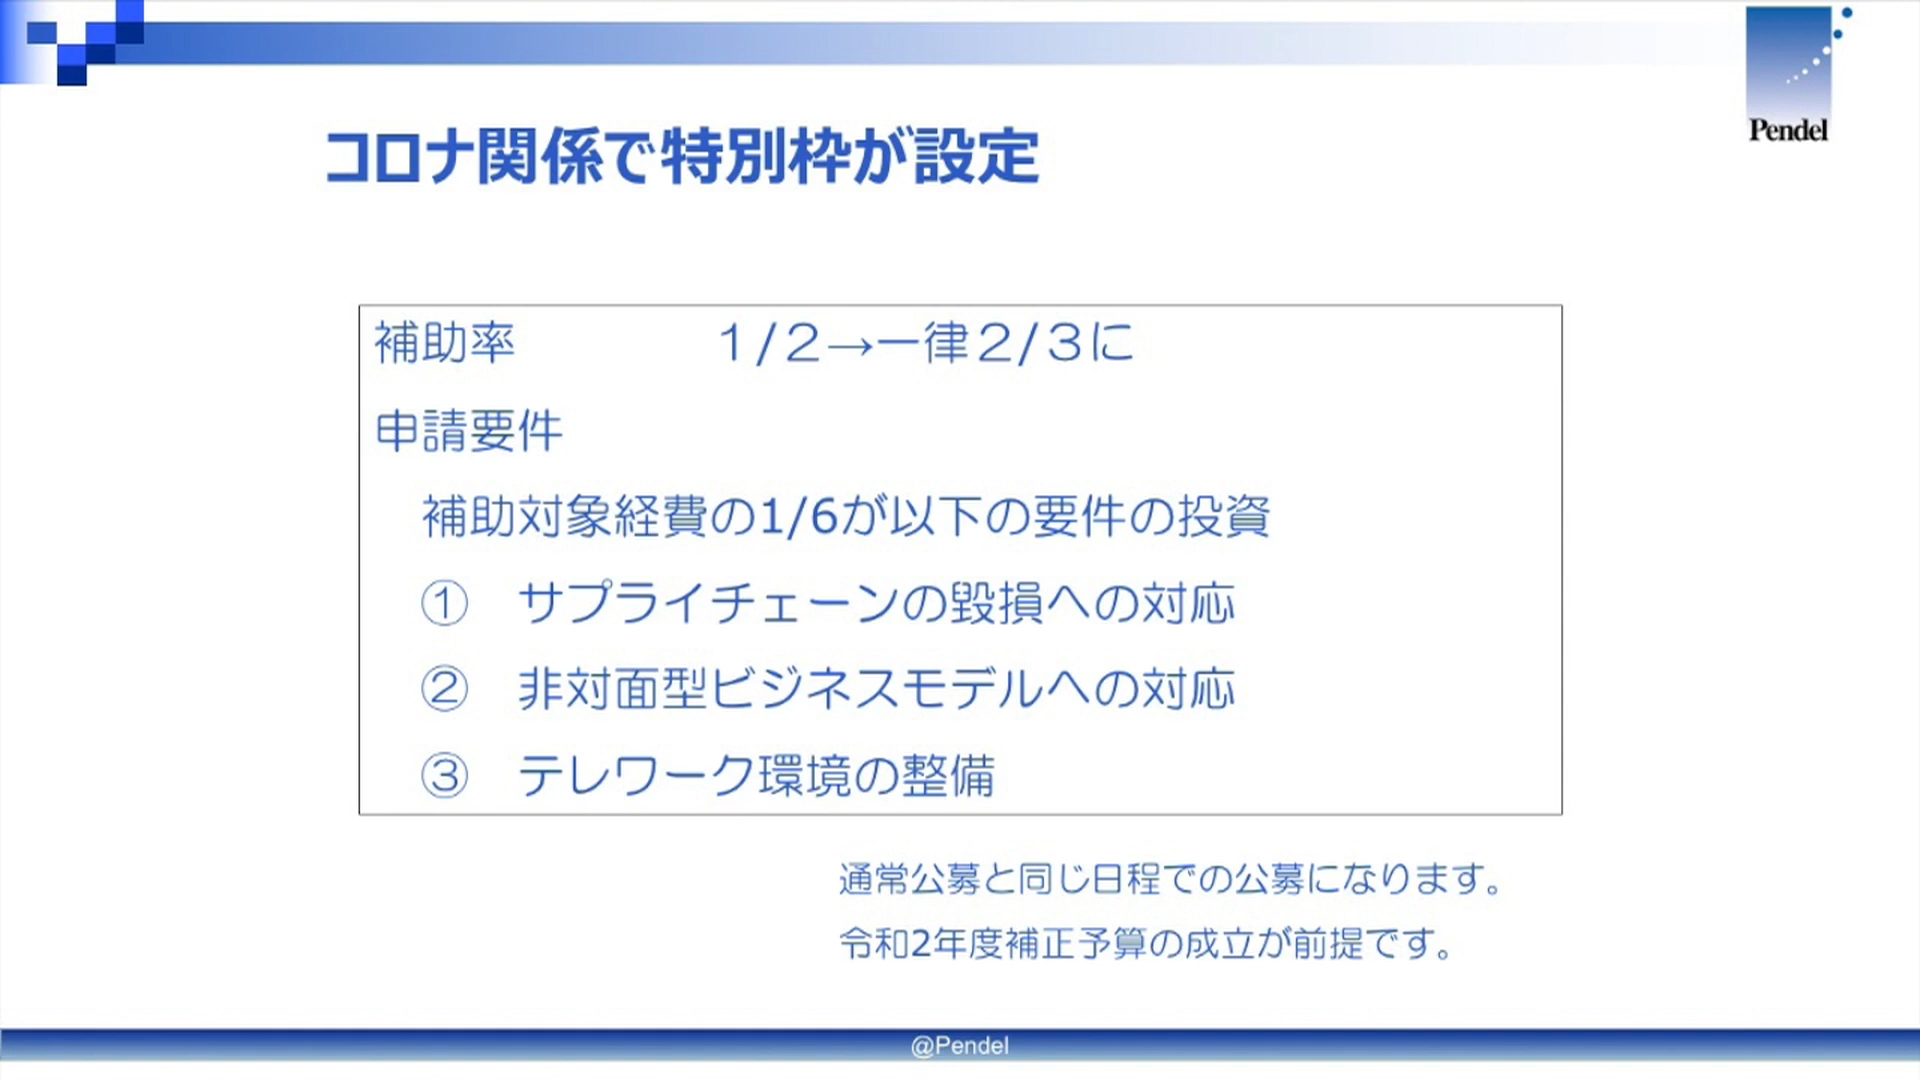 Pendel
コロナ関係で特別枠が設定
補助率　　　　１/２→一律２/３に
申請要件
補助対象経費の1/6が以下の要件の投資
①　サプライチェーンの毀損への対応
②　非対面型ビジネスモデルへの対応
③　テレワーク環境の整備
通常公募と同じ日程での公募になります。
令和2年度補正予算の成立が前提です。
@Pendel